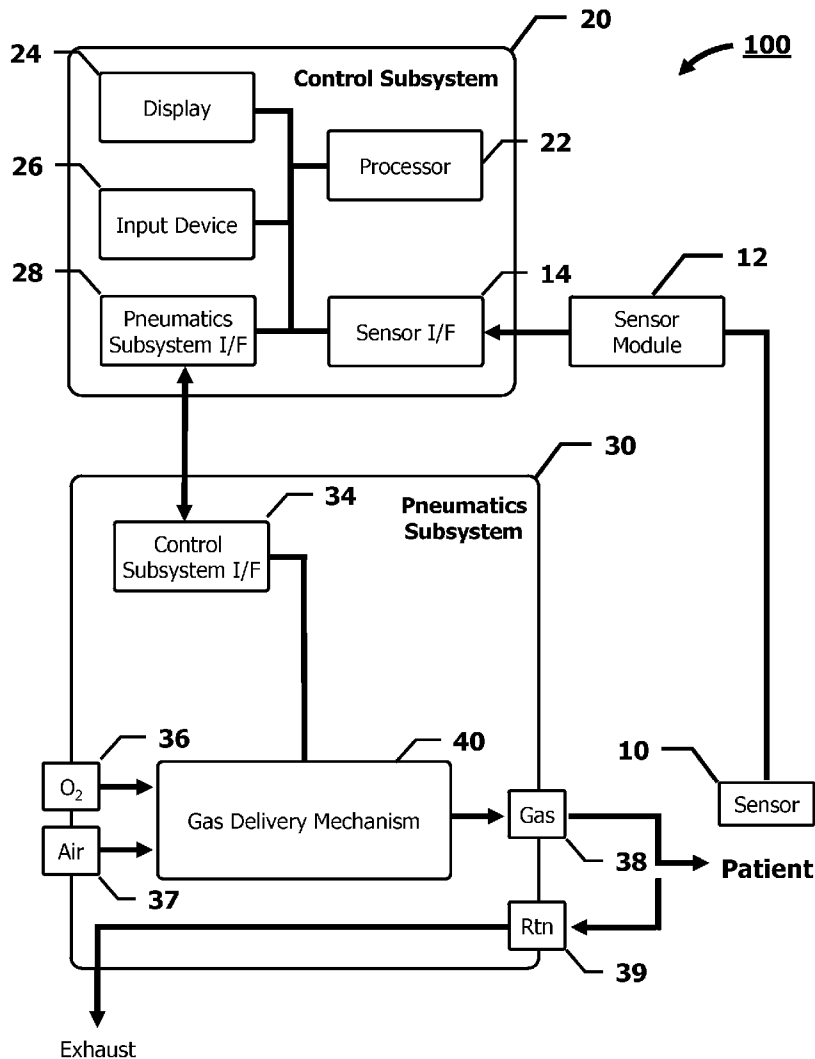 20
100
24
Control Subsystem
Display
22
Processor
26
Input Device
28
14
12
Pneumatics
Subsystem I/F
Sensor I/F
Sensor
Module
30
34
Pneumatics
Subsystem
Control
Subsystem I/F
36
40
10
O₂
Gas Delivery Mechanism
Gas
Sensor
Air
38
Patient
37
Rtn
39
Exhaust